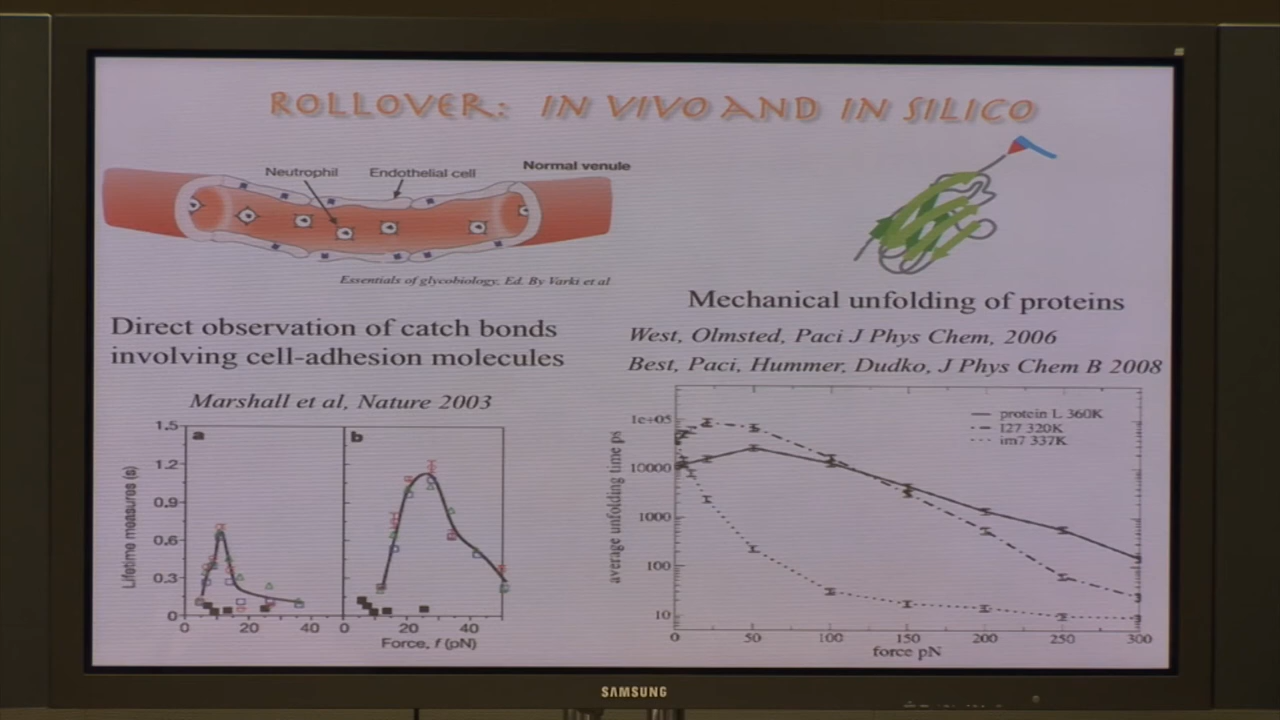 ROLLOVER: IN VIVO AND IN SILICO
Neutrophil
Endothelial cell
Normal venule
Essentials of glycobiology. Ed. By Varki et al
Direct observation of catch bonds
involving cell-adhesion molecules
Marshall et al, Nature 2003
a
b
Lifetime measures (s)
1.5
1.2
0.9
0.6
0.3
0
0 20 40 0 20 40
Force, f (pN)
Mechanical unfolding of proteins
West, Olmsted, Paci J Phys Chem, 2006
Best, Paci, Hummer, Dudko, J Phys Chem B 2008
protein L 360K
I27 320K
im7 337K
average unfolding time ps
1e+05
10000
1000
100
10
0 50 100 150 200 250 300
force pN
SAMSUNG